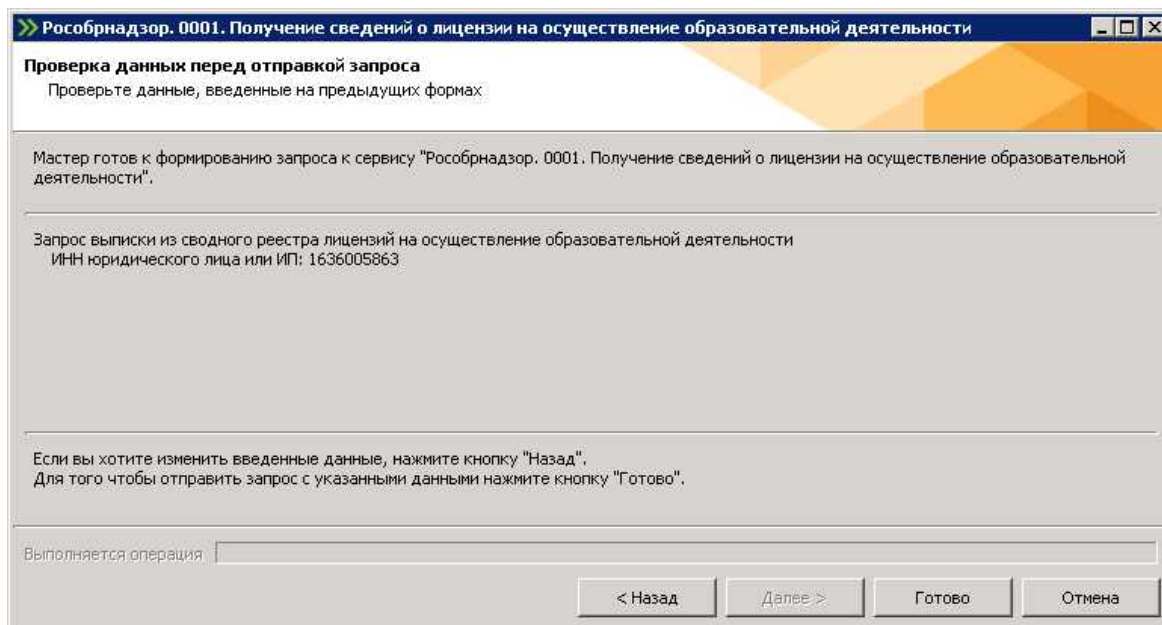 Рособрнадзор. 0001. Получение сведений о лицензии на осуществление образовательной деятельности
Проверка данных перед отправкой запроса
Проверьте данные, введенные на предыдущих формах
Мастер готов к формированию запроса к сервису "Рособрнадзор. 0001. Получение сведений о лицензии на осуществление образовательной
деятельности".
Запрос выписки из сводного реестра лицензий на осуществление образовательной деятельности
ИНН юридического лица или ИП: 1636005863
Если вы хотите изменить введенные данные, нажмите кнопку "Назад".
Для того чтобы отправить запрос с указанными данными нажмите кнопку "Готово".
Выполняется операция
< Назад Далее > Готово Отмена